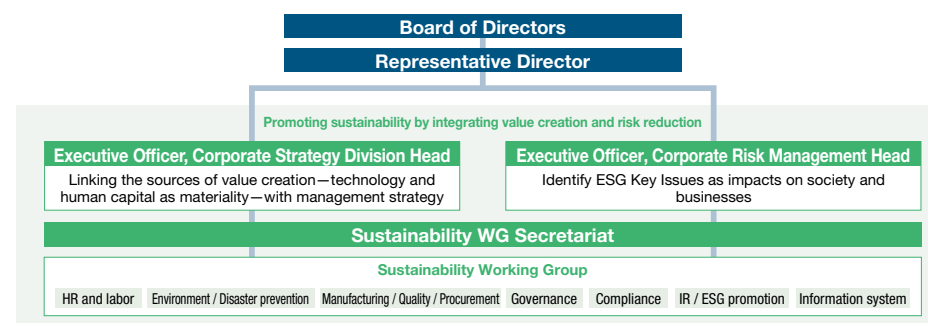 Board of Directors
Representative Director
Promoting sustainability by integrating value creation and risk reduction
Executive Officer, Corporate Strategy Division Head
Linking the sources of value creation—technology and
human capital as materiality—with management strategy
Executive Officer, Corporate Risk Management Head
Identify ESG Key Issues as impacts on society and
businesses
Sustainability WG Secretariat
Sustainability Working Group
HR and labor Environment / Disaster prevention Manufacturing / Quality / Procurement Governance Compliance IR / ESG promotion Information system